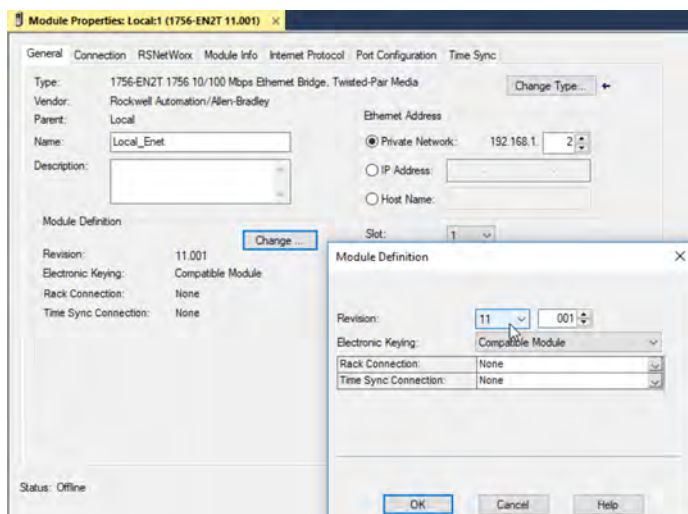 Module Properties: Local:1 (1756-EN2T 11.001) ×
General Connection RSNetWorx Module Info Internet Protocol Port Configuration Time Sync
Type: 1756-EN2T 1756 10/100 Mbps Ethernet Bridge, Twisted-Pair Media
Change Type...
Vendor: Rockwell Automation/Allen-Bradley
Parent: Local
Name: Local_Enet
Description:
Ethernet Address
Private Network: 192.168.1. 2
IP Address:
Host Name:
Slot: 1
Module Definition
Change ...
Revision: 11.001
Electronic Keying: Compatible Module
Rack Connection: None
Time Sync Connection: None
Status: Offline
Module Definition
Revision: 11 001
Electronic Keying: Compatible Module
Rack Connection: None
Time Sync Connection: None
OK Cancel Help